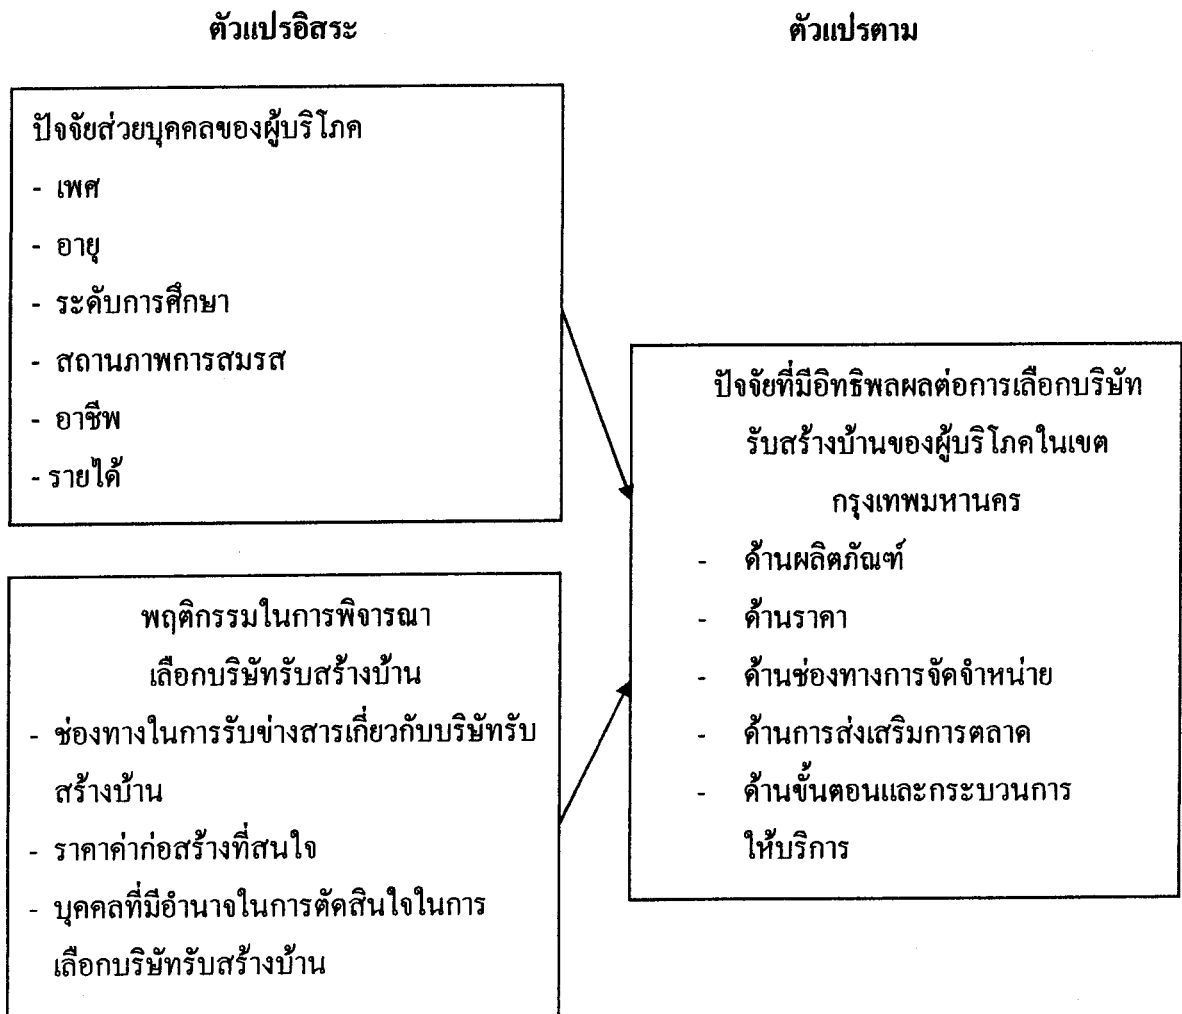 ตัวแปรอิสระ
ตัวแปรตาม
ปัจจัยส่วยบุคคลของผู้บริโภค
- เพศ
- อายุ
- ระดับการศึกษา
- สถานภาพการสมรส
- อาชีพ
- รายได้
พฤติกรรมในการพิจารณา
เลือกบริษัทรับสร้างบ้าน
- ช่องทางในการรับข่างสารเกี่ยวกับบริษัทรับ
สร้างบ้าน
- ราคาค่าก่อสร้างที่สนใจ
- บุคคลที่มีอำนาจในการตัดสินใจในการ
เลือกบริษัทรับสร้างบ้าน
ปัจจัยที่มีอิทธิพลผลต่อการเลือกบริษัท
รับสร้างบ้านของผู้บริโภคในเขต
กรุงเทพมหานคร
- ด้านผลิตภัณฑ์
- ด้านราคา
- ด้านช่องทางการจัดจำหน่าย
- ด้านการส่งเสริมการตลาด
- ด้านขั้นตอนและกระบวนการ
ให้บริการ